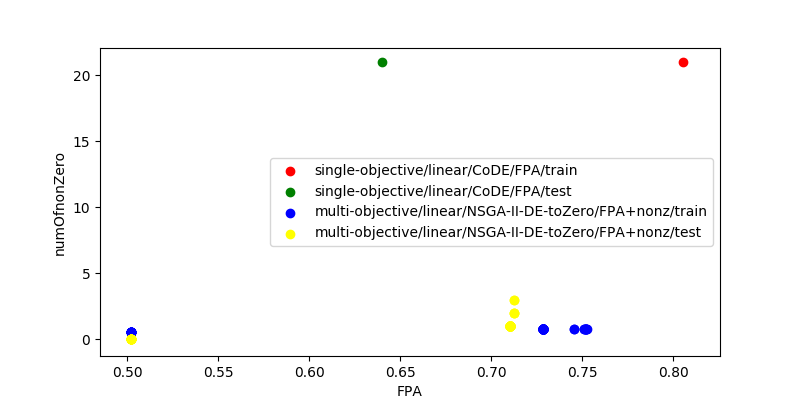 20
15
10
5
0
numOfnonZero
single-objective/linear/CoDE/FPA/train
single-objective/linear/CoDE/FPA/test
multi-objective/linear/NSGA-II-DE-toZero/FPA+nonz/train
multi-objective/linear/NSGA-II-DE-toZero/FPA+nonz/test
0.50 0.55 0.60 0.65 0.70 0.75 0.80
FPA